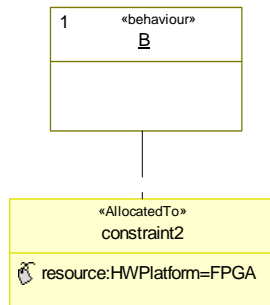 1 «behaviour»
B
«AllocatedTo»
constraint2
resource:HWPlatform=FPGA